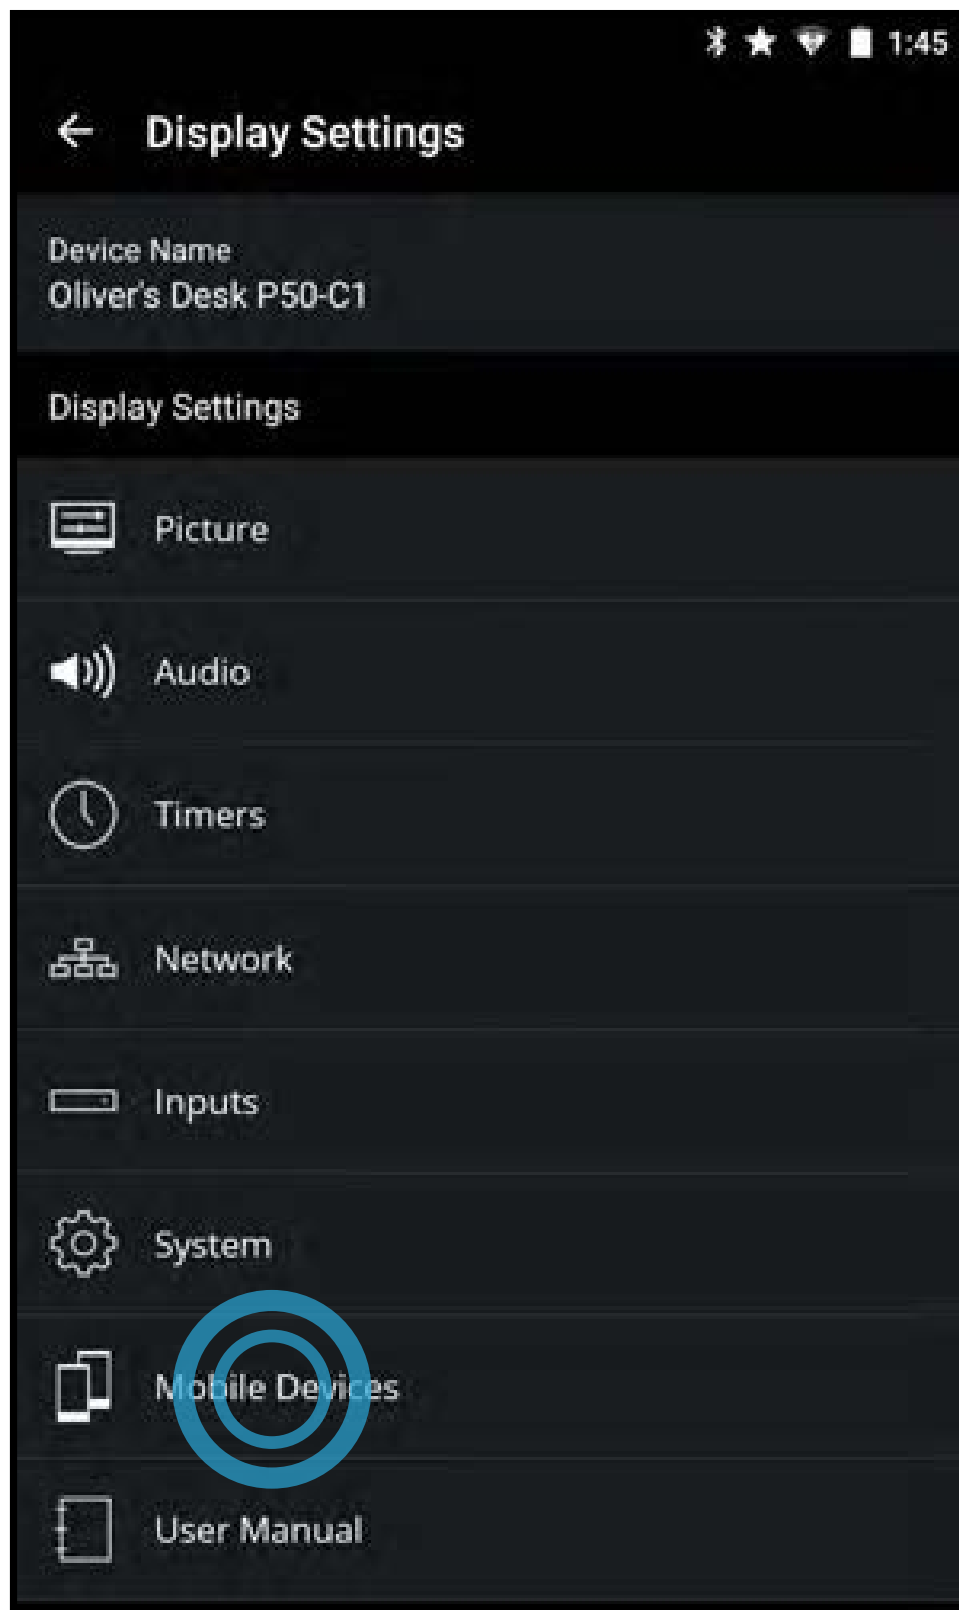 1:45
Display Settings
Device Name
Oliver's Desk P50-C1
Display Settings
Picture
Audio
Timers
Network
Inputs
System
Mobile Devices
User Manual